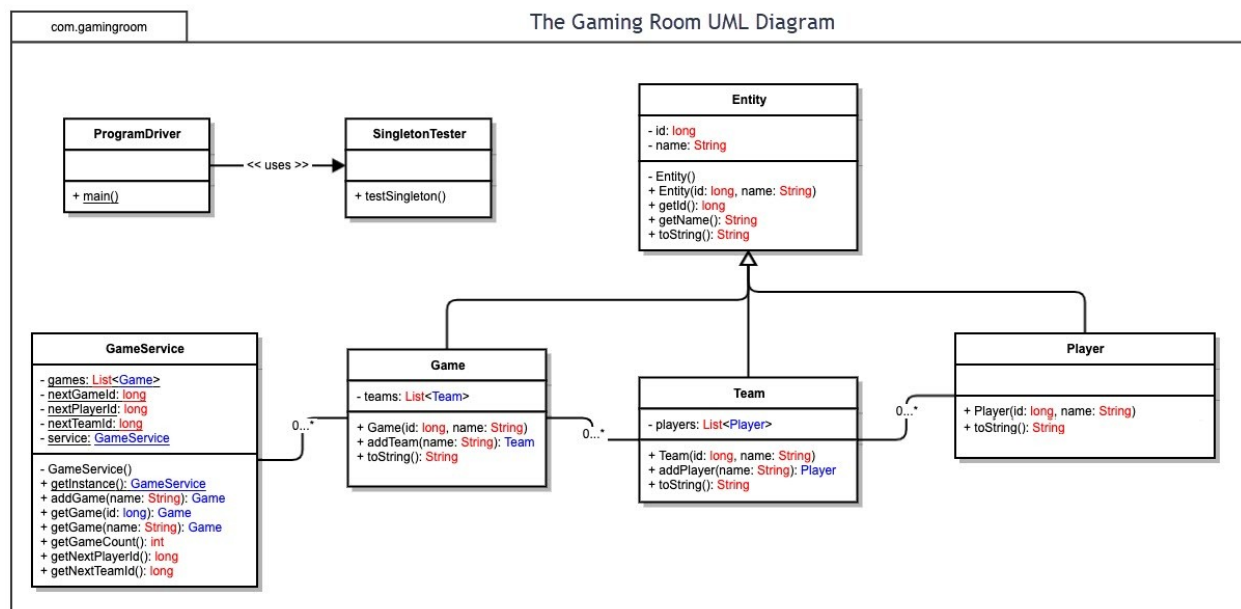 com.gamingroom
The Gaming Room UML Diagram
ProgramDriver
+ main()
<< uses >>
SingletonTester
+ testSingleton()
Entity
- id: long
- name: String
- Entity()
+ Entity(id: long, name: String)
+ getId(): long
+ getName(): String
+ toString(): String
GameService
- games: List<Game>
- nextGameId: long
- nextPlayerId: long
- nextTeamId: long
- service: GameService
- GameService()
+ getInstance(): GameService
+ addGame(name: String): Game
+ getGame(id: long): Game
+ getGame(name: String): Game
+ getGameCount(): int
+ getNextPlayerId(): long
+ getNextTeamId(): long
0...*
Game
- teams: List<Team>
+ Game(id: long, name: String)
+ addTeam(name: String): Team
+ toString(): String
0...*
Team
- players: List<Player>
+ Team(id: long, name: String)
+ addPlayer(name: String): Player
+ toString(): String
0...*
Player
+ Player(id: long, name: String)
+ toString(): String